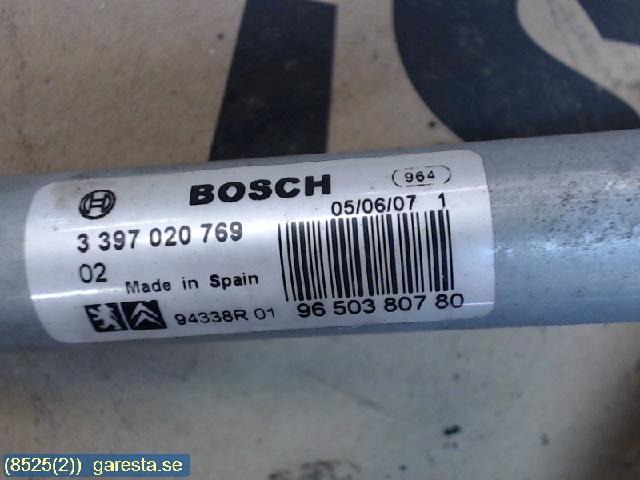 BOSCH 964
05/06/07 1
3 397 020 769
02 Made in Spain
94338R 01
96 503 807 80
(8525(2)) garesta.se